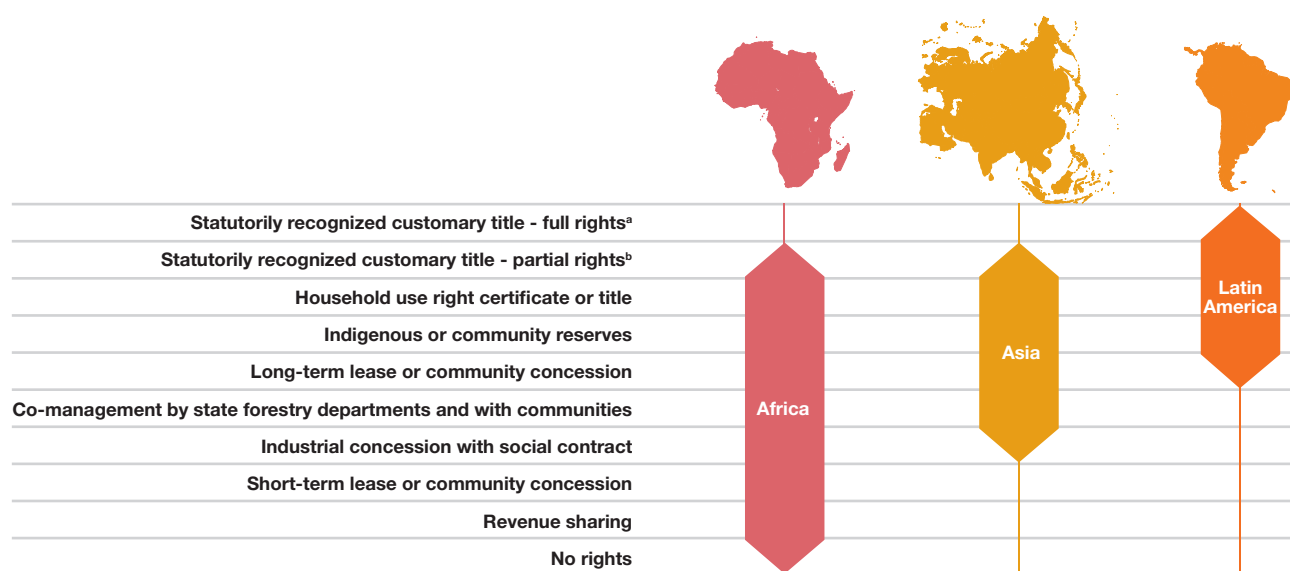 Statutorily recognized customary title - full rightsᵃ
Statutorily recognized customary title - partial rightsᵇ
Household use right certificate or title
Indigenous or community reserves
Long-term lease or community concession
Co-management by state forestry departments and with communities
Industrial concession with social contract
Short-term lease or community concession
Revenue sharing
No rights
Africa
Asia
Latin
America